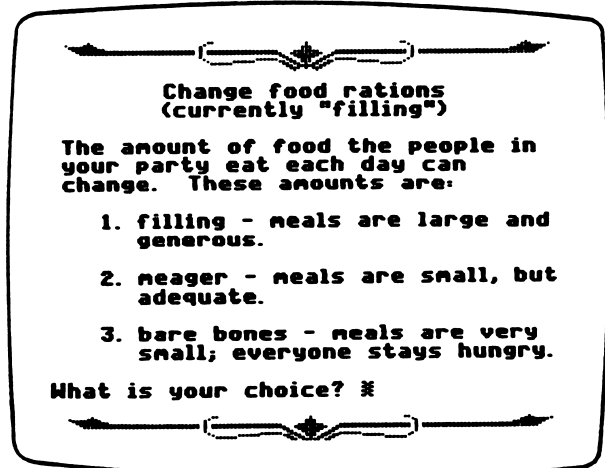 Change food rations
(currently "filling")
The amount of food the people in
your party eat each day can
change. These amounts are:
1. filling - meals are large and
generous.
2. meager - meals are small, but
adequate.
3. bare bones - meals are very
small; everyone stays hungry.
What is your choice?